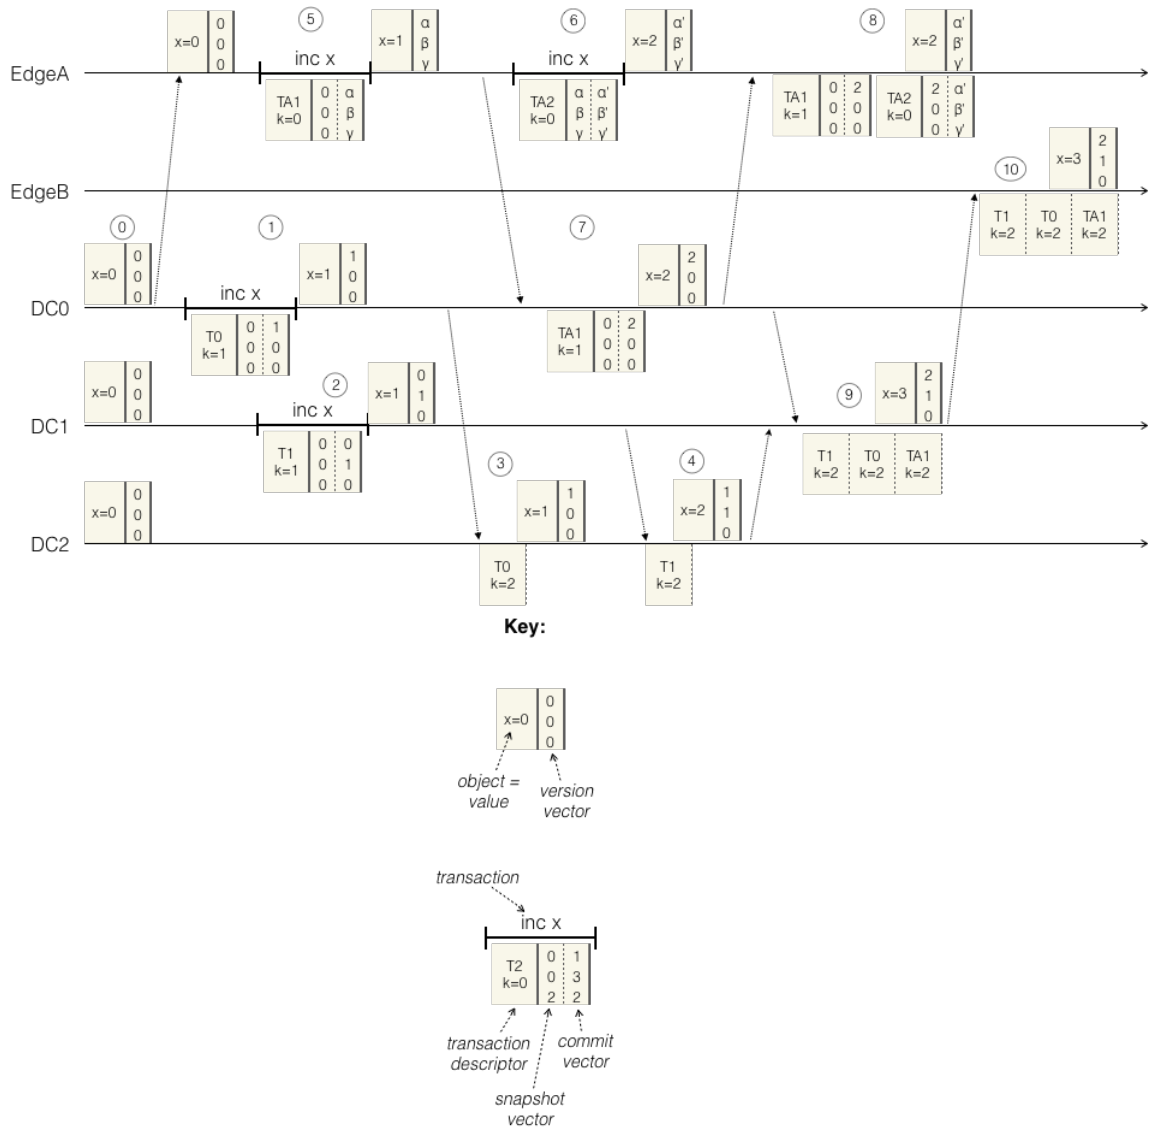 5
6
8
x=0
0
0
0
inc x
x=1
α
β
γ
inc x
x=2
α'
β'
γ'
x=2
α'
β'
γ'
EdgeA
TA1
k=0
0 α
0 β
0 γ
TA2
k=0
α α'
β β'
γ γ'
TA1
k=1
0 2
0 0
0 0
TA2
k=0
2 α'
0 β'
0 γ'
x=3
2
1
0
10
EdgeB
T1
k=2
T0
k=2
TA1
k=2
0
1
7
x=0
0
0
0
inc x
x=1
1
0
0
x=2
2
0
0
DC0
T0
k=1
0 1
0 0
0 0
TA1
k=1
0 2
0 0
0 0
2
9
x=0
0
0
0
inc x
x=1
0
1
0
x=3
2
1
0
DC1
T1
k=1
0 0
0 1
0 0
T1
k=2
T0
k=2
TA1
k=2
3
4
x=0
0
0
0
x=1
1
0
0
x=2
1
1
0
DC2
T0
k=2
T1
k=2
Key:
x=0
0
0
0
object =
value
version
vector
transaction
inc x
T2
k=0
0 1
0 3
2 2
transaction
descriptor
commit
vector
snapshot
vector